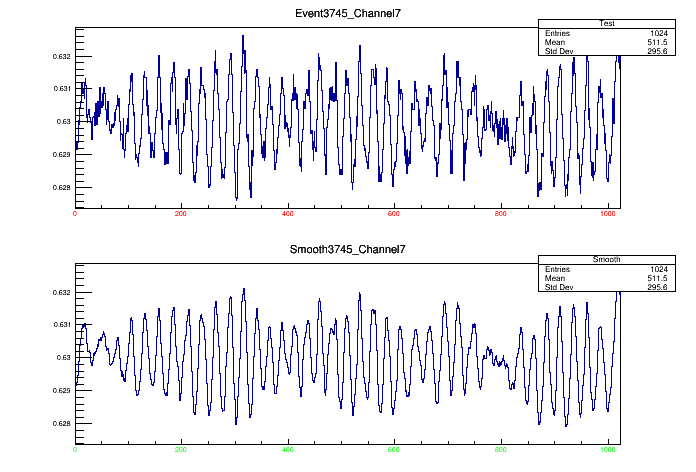 Event3745_Channel7
Test
Entries 1024
Mean 511.5
Std Dev 295.6
0.632
0.631
0.63
0.629
0.628
0 200 400 600 800 1000
Smooth3745_Channel7
Smooth
Entries 1024
Mean 511.5
Std Dev 295.6
0.632
0.631
0.63
0.629
0.628
0 200 400 600 800 1000